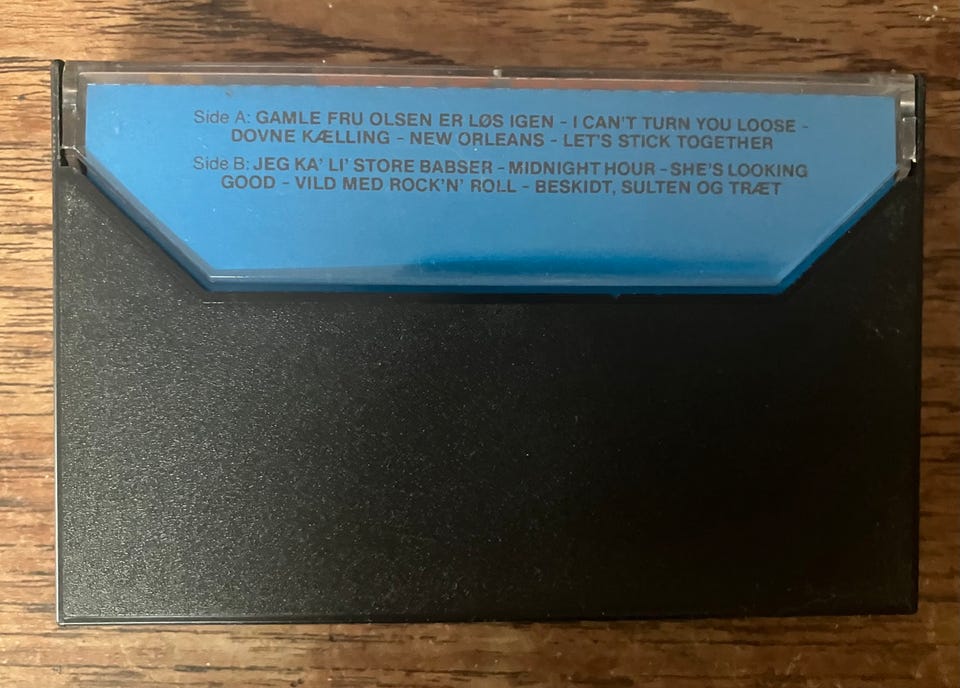 Side A: GAMLE FRU OLSEN ER LØS IGEN – I CAN'T TURN YOU LOOSE –
DOVNE KÆLLING – NEW ORLEANS – LET'S STICK TOGETHER
Side B: JEG KA' LI' STORE BABSER – MIDNIGHT HOUR – SHE'S LOOKING
GOOD – VILD MED ROCK'N' ROLL – BESKIDT, SULTEN OG TRÆT